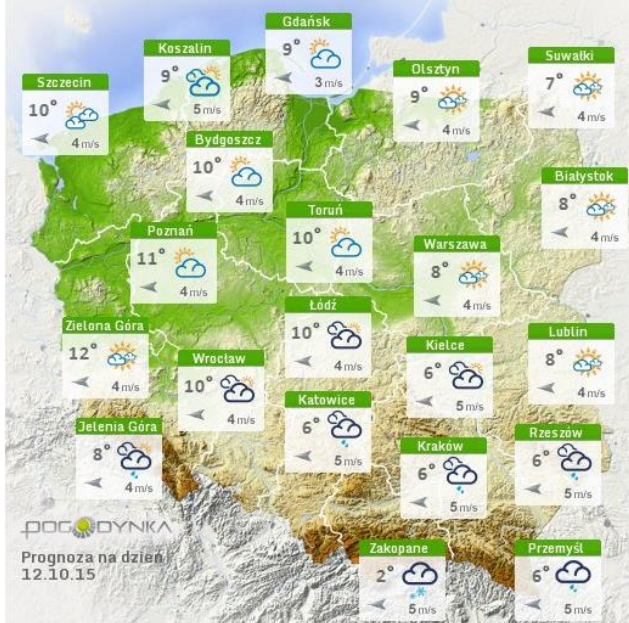 Gdańsk
9°
3 m/s
Koszalin
9°
5 m/s
Suwałki
7°
4 m/s
Olsztyn
9°
4 m/s
Szczecin
10°
4 m/s
Bydgoszcz
10°
4 m/s
Białystok
8°
4 m/s
Toruń
10°
4 m/s
Poznań
11°
4 m/s
Warszawa
8°
4 m/s
Łódź
10°
4 m/s
Zielona Góra
12°
4 m/s
Lublin
8°
4 m/s
Kielce
6°
5 m/s
Wrocław
10°
4 m/s
Katowice
6°
5 m/s
Jelenia Góra
8°
4 m/s
Rzeszów
6°
5 m/s
Kraków
6°
5 m/s
POGODYNKA
Prognoza na dzień
12.10.15
Zakopane
2°
5 m/s
Przemyśl
6°
5 m/s